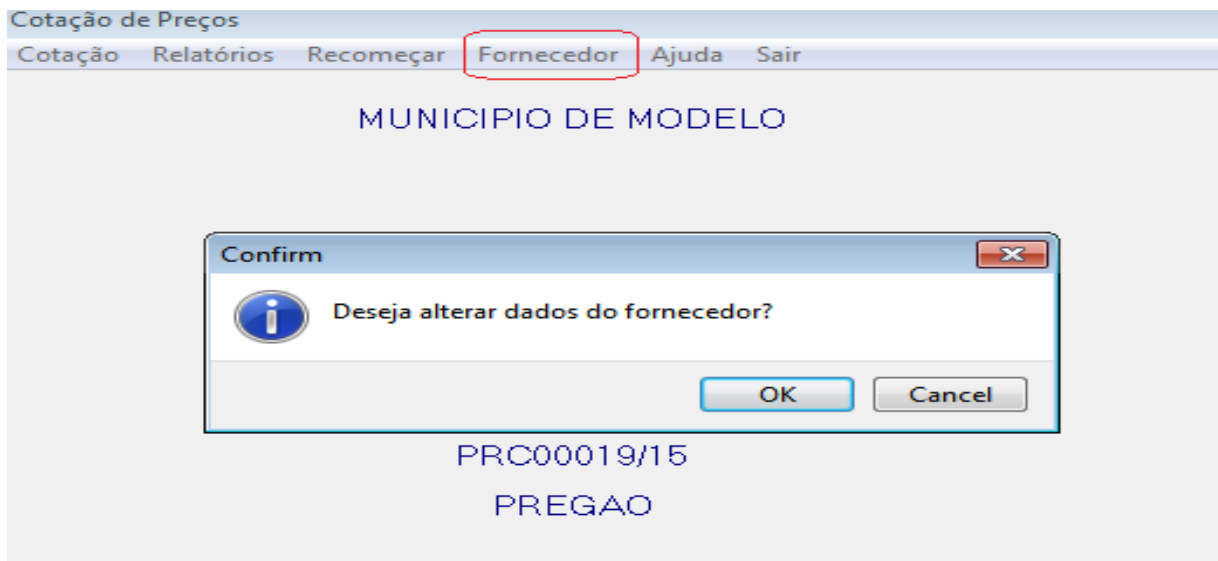 Cotação de Preços
Cotação Relatórios Recomeçar Fornecedor Ajuda Sair
MUNICIPIO DE MODELO
Confirm
Deseja alterar dados do fornecedor?
OK Cancel
PRC00019/15
PREGAO